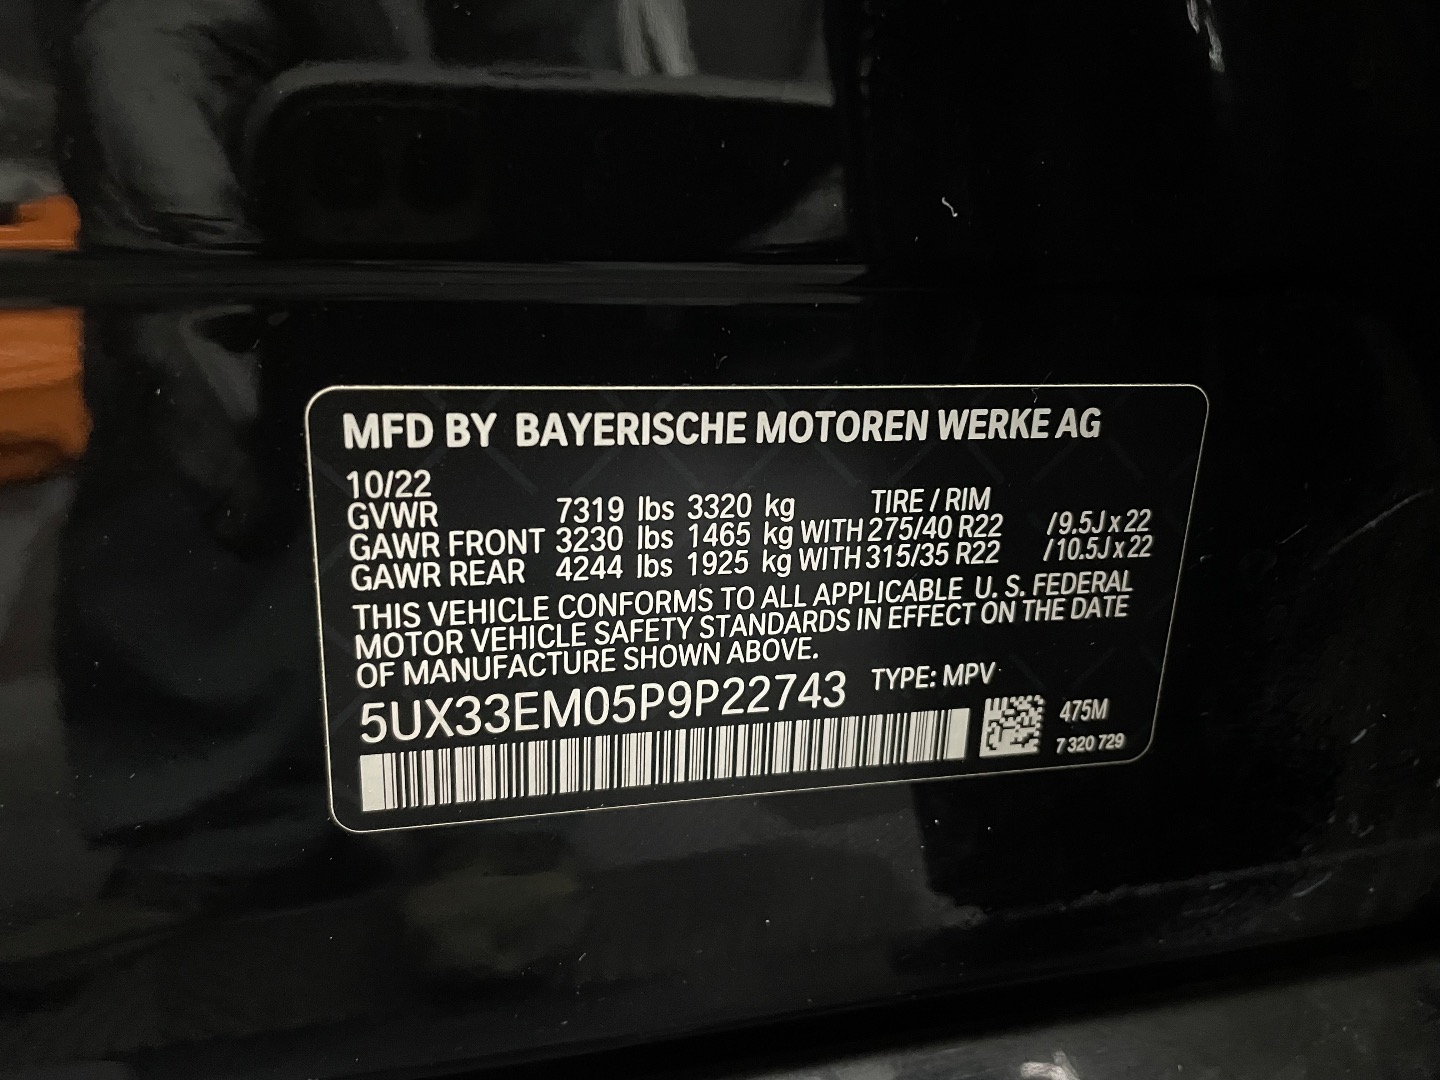 MFD BY BAYERISCHE MOTOREN WERKE AG
10/22
GVWR 7319 lbs 3320 kg TIRE / RIM
GAWR FRONT 3230 lbs 1465 kg WITH 275/40 R22 /9.5J x 22
GAWR REAR 4244 lbs 1925 kg WITH 315/35 R22 /10.5J x 22
THIS VEHICLE CONFORMS TO ALL APPLICABLE U. S. FEDERAL
MOTOR VEHICLE SAFETY STANDARDS IN EFFECT ON THE DATE
OF MANUFACTURE SHOWN ABOVE.
5UX33EM05P9P22743 TYPE: MPV
475M
7 320 729